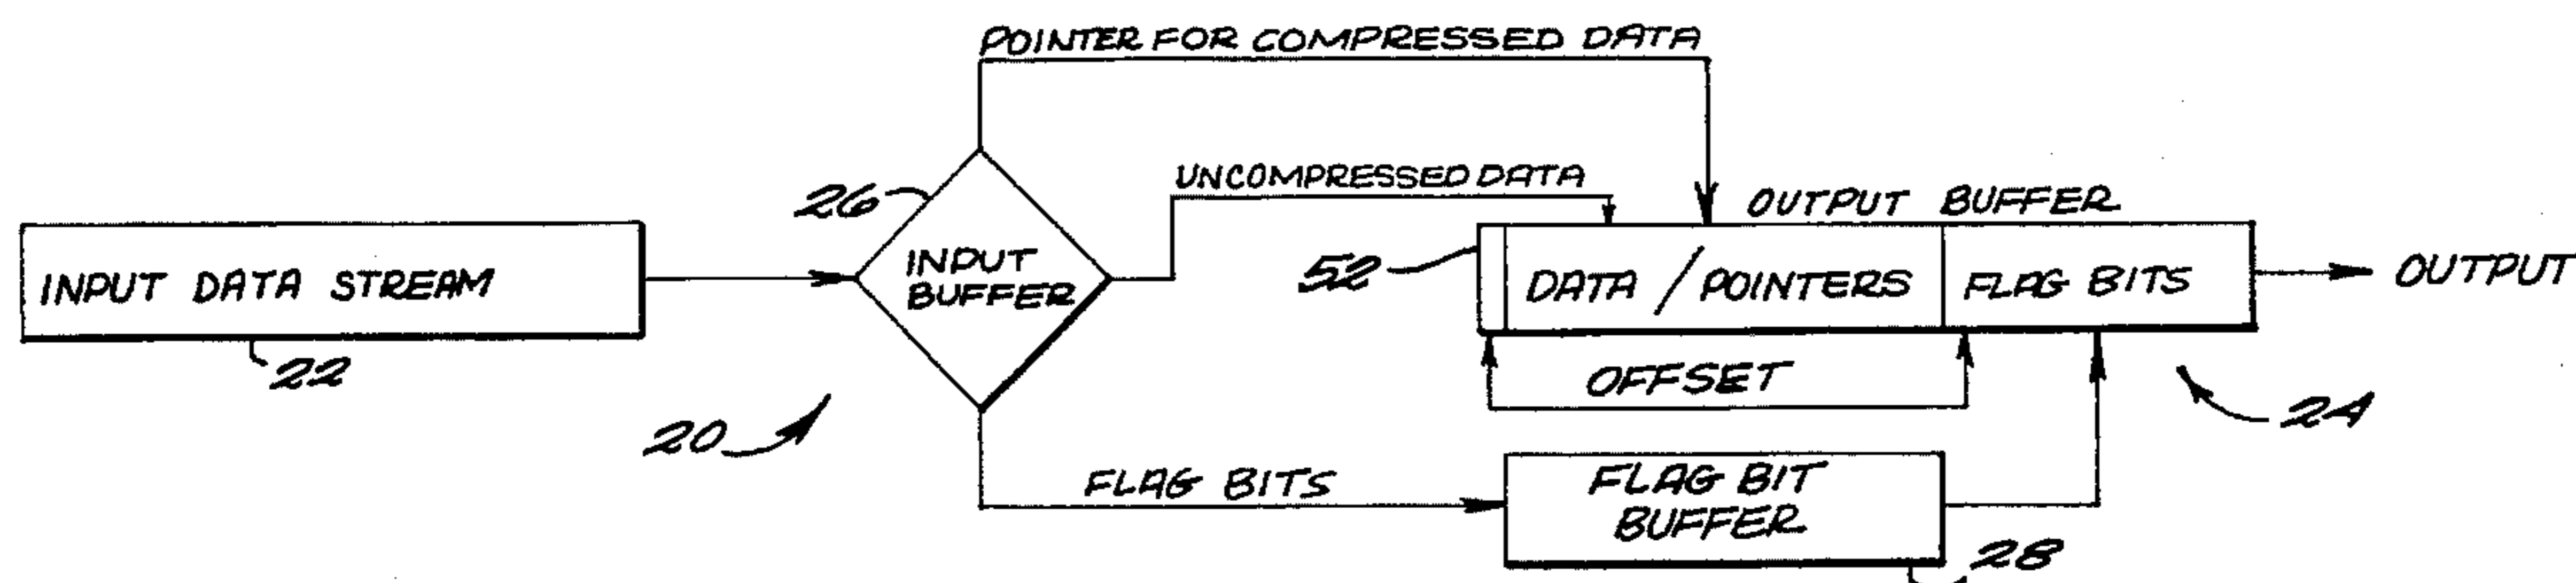 POINTER FOR COMPRESSED DATA
UNCOMPRESSED DATA
26
OUTPUT BUFFER
INPUT DATA STREAM
INPUT
BUFFER
52
DATA / POINTERS
FLAG BITS
OUTPUT
22
OFFSET
20
24
FLAG BITS
FLAG BIT
BUFFER
28